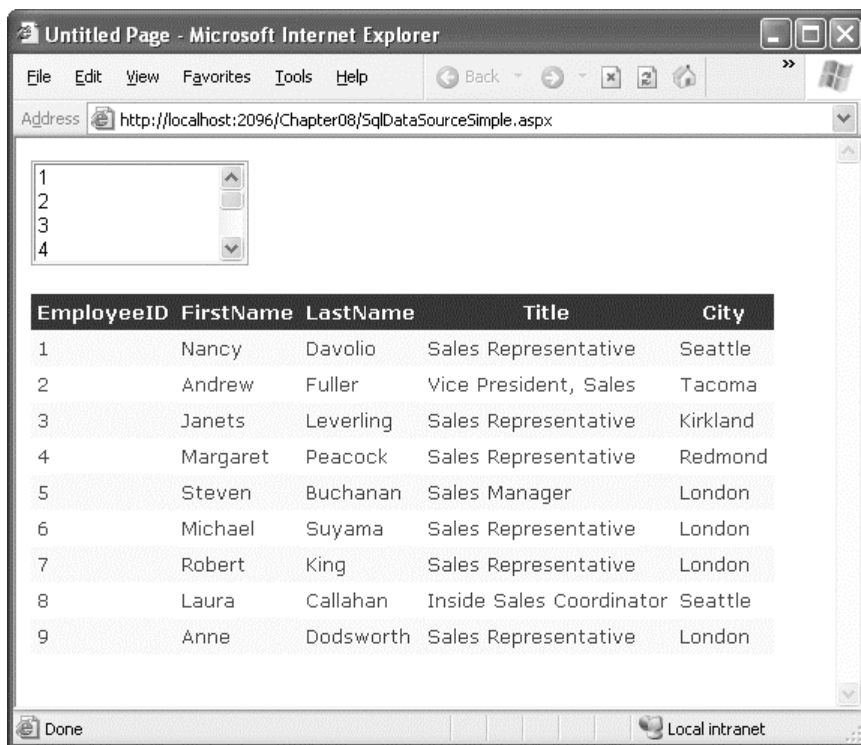 Untitled Page - Microsoft Internet Explorer
File Edit View Favorites Tools Help Back »
Address http://localhost:2096/Chapter08/SqlDataSourceSimple.aspx
1
2
3
4
EmployeeID FirstName LastName Title City
1 Nancy Davolio Sales Representative Seattle
2 Andrew Fuller Vice President, Sales Tacoma
3 Janets Leverling Sales Representative Kirkland
4 Margaret Peacock Sales Representative Redmond
5 Steven Buchanan Sales Manager London
6 Michael Suyama Sales Representative London
7 Robert King Sales Representative London
8 Laura Callahan Inside Sales Coordinator Seattle
9 Anne Dodsworth Sales Representative London
Done Local intranet